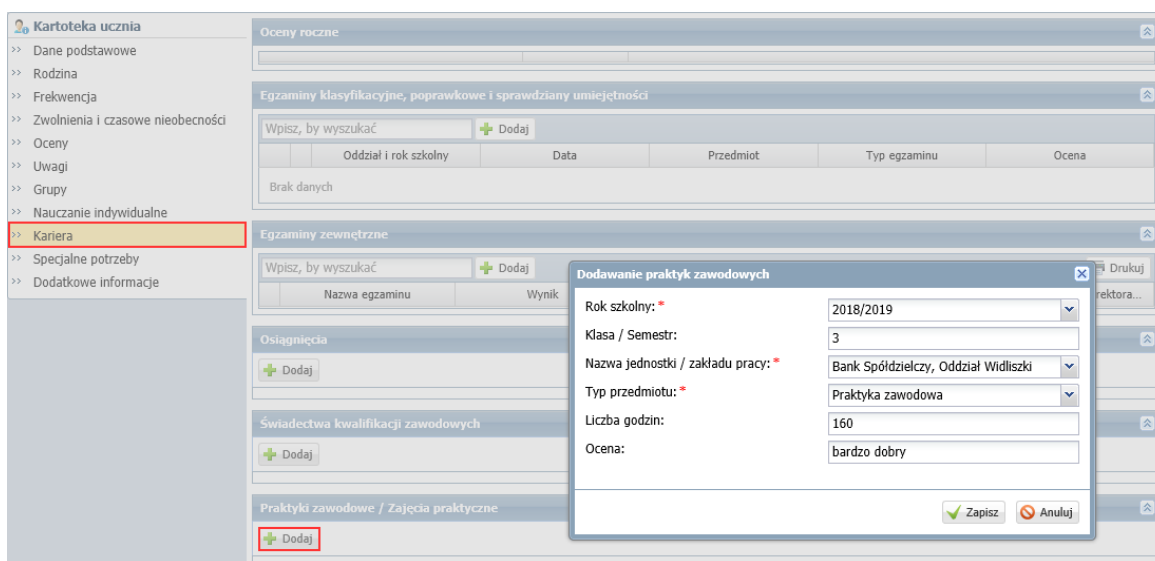 Kartoteka ucznia
>> Dane podstawowe
>> Rodzina
>> Frekwencja
>> Zwolnienia i czasowe nieobecności
>> Oceny
>> Uwagi
>> Grupy
>> Nauczanie indywidualne
>> Kariera
>> Specjalne potrzeby
>> Dodatkowe informacje
Oceny roczne
Egzaminy klasyfikacyjne, poprawkowe i sprawdziany umiejętności
Wpisz, by wyszukać Dodaj
Oddział i rok szkolny Data Przedmiot Typ egzaminu Ocena
Brak danych
Egzaminy zewnętrzne
Wpisz, by wyszukać Dodaj Drukuj
Nazwa egzaminu Wynik rektora...
Osiągnięcia
Dodaj
Świadectwa kwalifikacji zawodowych
Dodaj
Praktyki zawodowe / Zajęcia praktyczne
Dodaj
Dodawanie praktyk zawodowych
Rok szkolny: * 2018/2019
Klasa / Semestr: 3
Nazwa jednostki / zakładu pracy: * Bank Spółdzielczy, Oddział Widliszki
Typ przedmiotu: * Praktyka zawodowa
Liczba godzin: 160
Ocena: bardzo dobry
Zapisz Anuluj